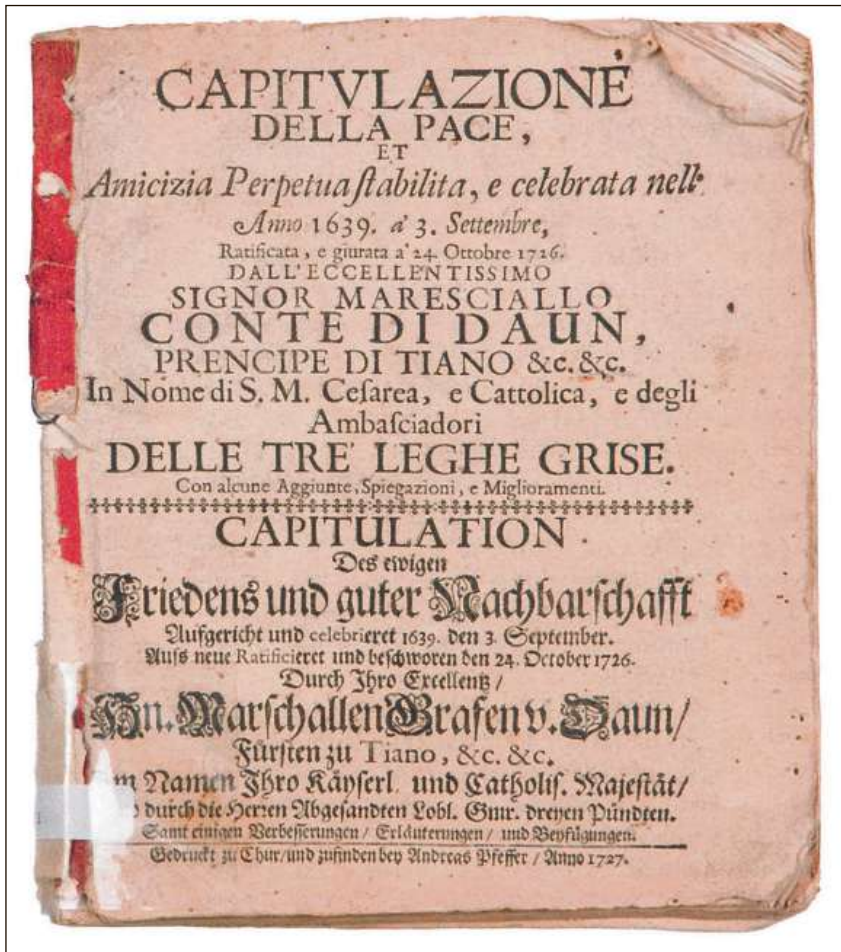 CAPITVLAZIONE
DELLA PACE,
ET
Amicizia Perpetua ſtabilita, e celebrata nell'
Anno 1639. a' 3. Settembre,
Ratificata, e giurata a' 24. Ottobre 1726.
DALL'ECCELLENTISSIMO
SIGNOR MARESCIALLO
CONTE DI DAUN,
PRENCIPE DI TIANO &c. &c.
In Nome di S. M. Ceſarea, e Cattolica, e degli
Ambaſciadori
DELLE TRE' LEGHE GRISE.
Con alcune Aggiunte, Spiegazioni, e Miglioramenti.
CAPITULATION
Des ewigen
Friedens und guter Nachbarſchafft
Aufgericht und celebrieret 1639. den 3. September.
Aufs neue Ratificieret und beſchworen den 24. October 1726.
Durch Ihro Excellentz /
Hn. Marſchallen Grafen v. Daun /
Fürſten zu Tiano, &c. &c.
Namen Ihro Käyſerl. und Catholiſ. Majeſtät /
durch die Herren Abgeſandten Lobl. Gmr. dreyen Pündten.
Samt einigen Verbeſſerungen / Erläuterungen / und Beyfügungen.
Gedruckt zu Chur / und zufinden bey Andreas Pfeffer / Anno 1727.